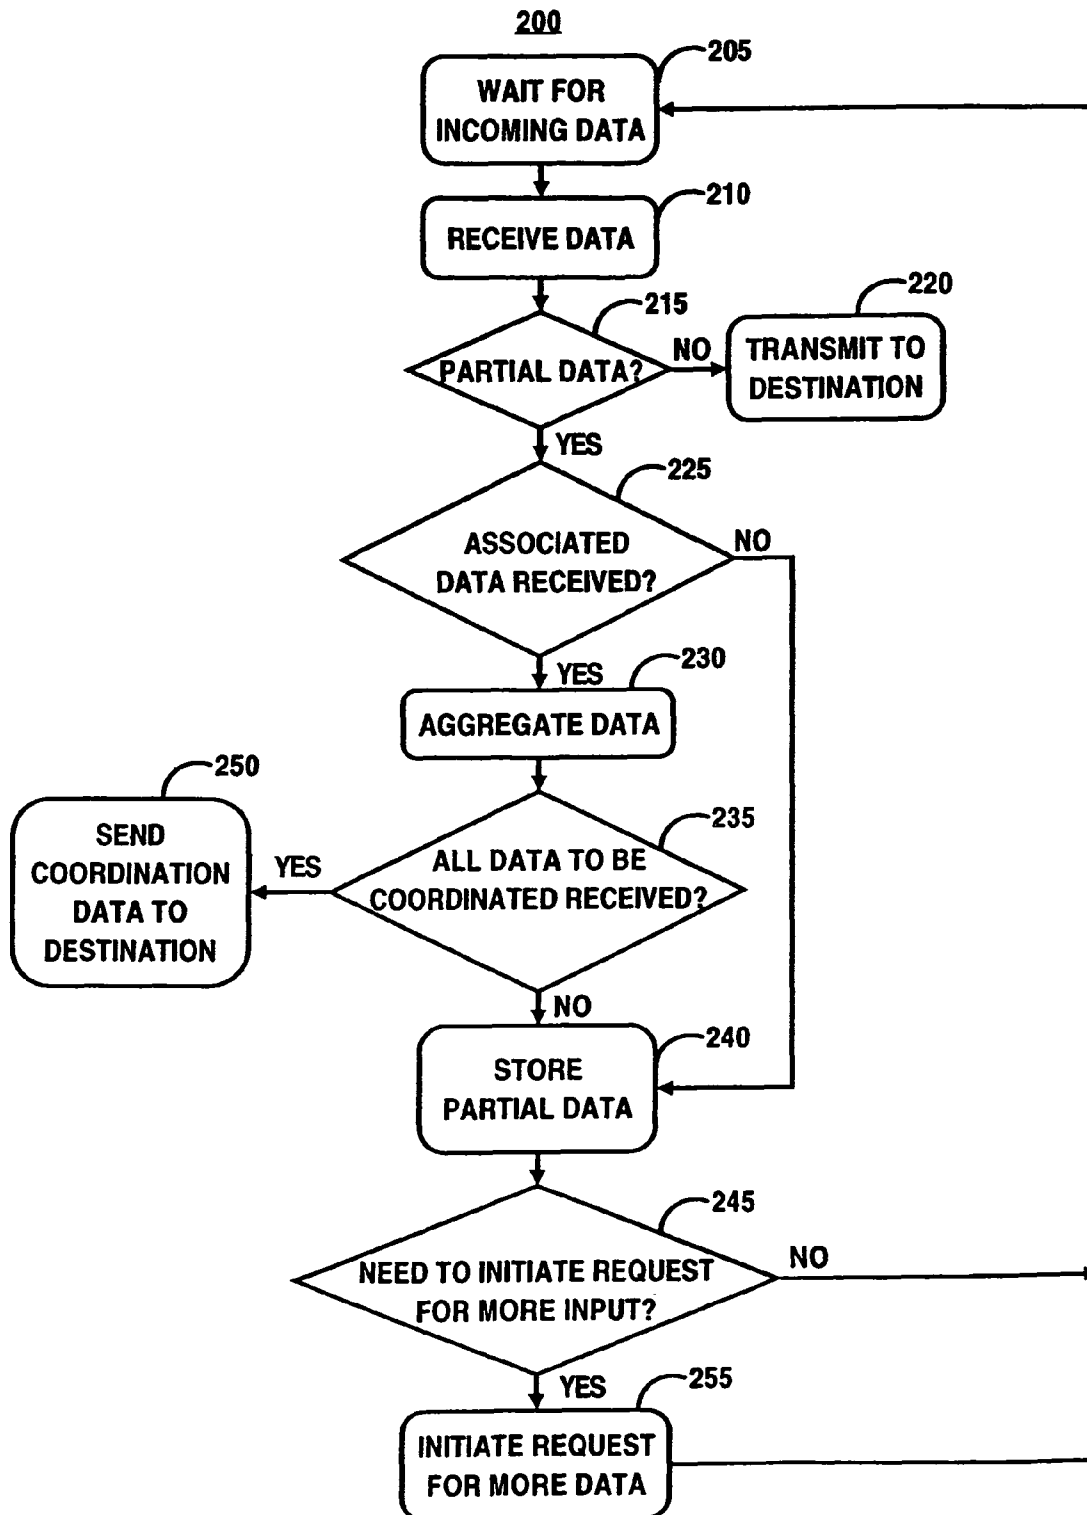 200
205
WAIT FOR
INCOMING DATA
210
RECEIVE DATA
215
220
PARTIAL DATA?
NO
TRANSMIT TO
DESTINATION
YES
225
ASSOCIATED
DATA RECEIVED?
NO
YES
230
AGGREGATE DATA
250
SEND
COORDINATION
DATA TO
DESTINATION
YES
235
ALL DATA TO BE
COORDINATED RECEIVED?
NO
240
STORE
PARTIAL DATA
245
NEED TO INITIATE REQUEST
FOR MORE INPUT?
NO
YES
255
INITIATE REQUEST
FOR MORE DATA